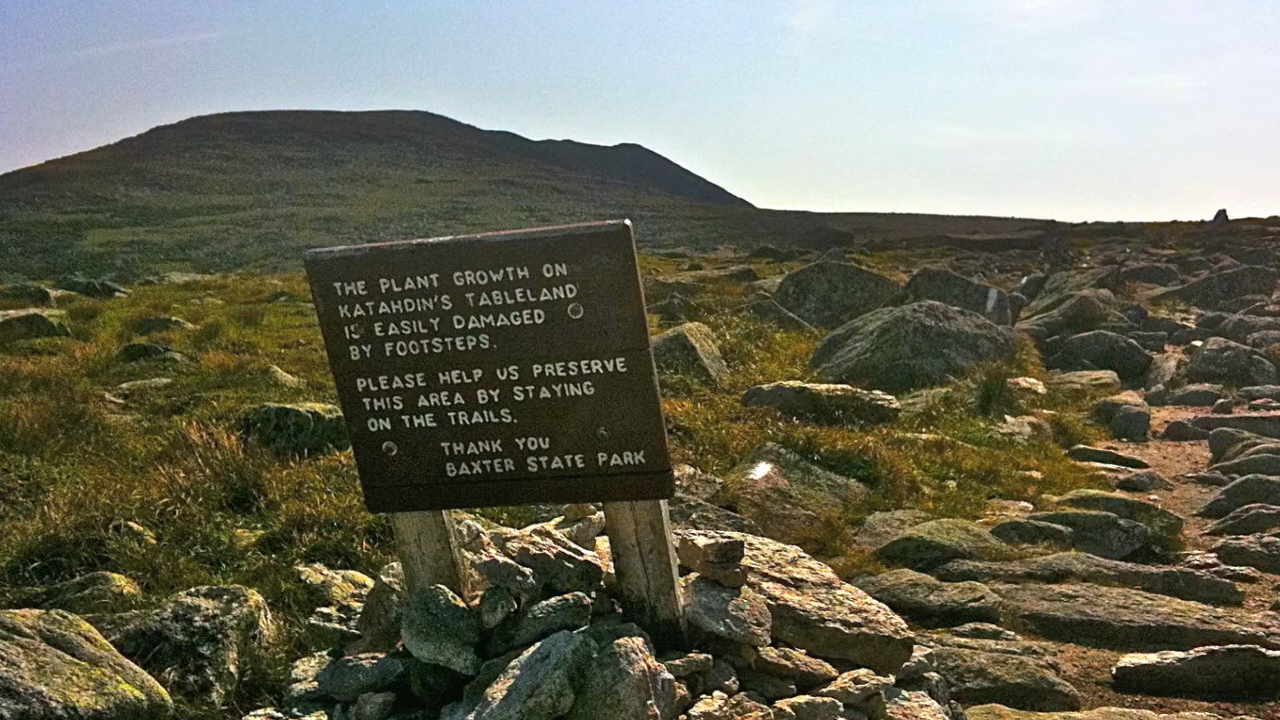 THE PLANT GROWTH ON
KATAHDIN'S TABLELAND
IS EASILY DAMAGED
BY FOOTSTEPS.
PLEASE HELP US PRESERVE
THIS AREA BY STAYING
ON THE TRAILS.
THANK YOU
BAXTER STATE PARK